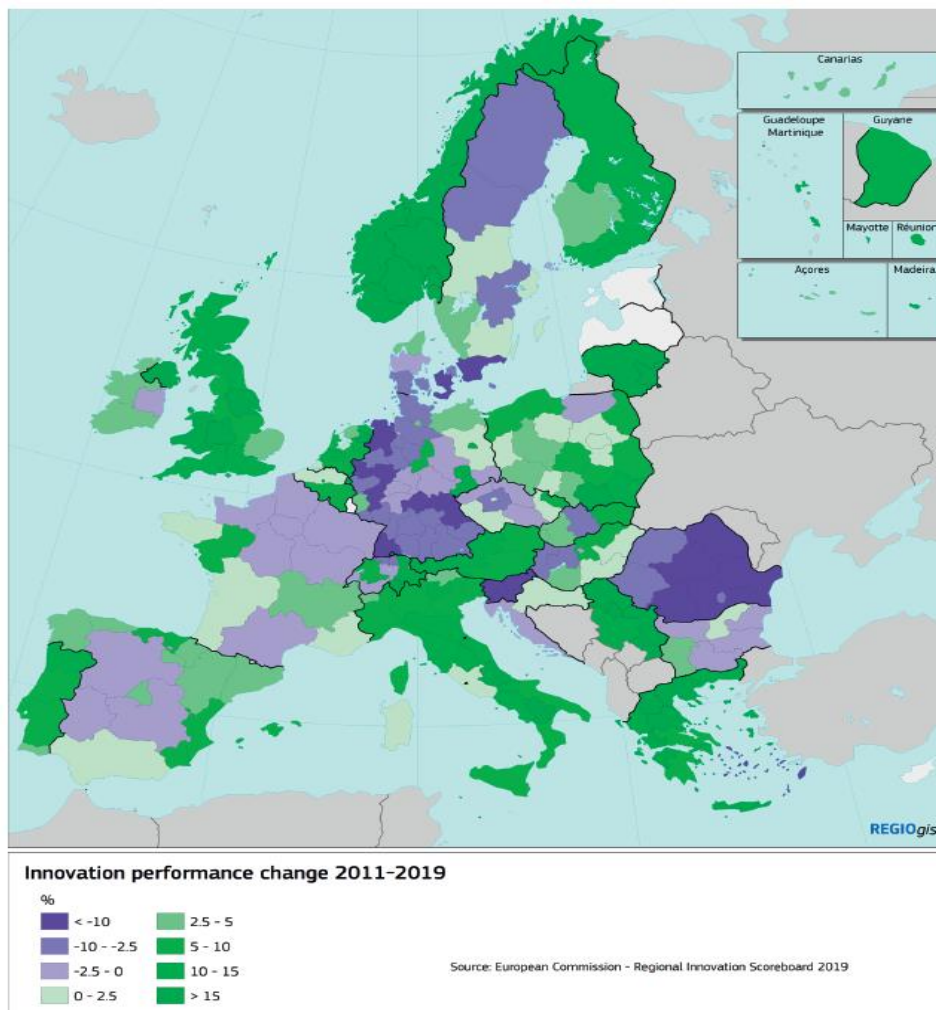 Canarias
Guadeloupe
Martinique
Guyane
Mayotte
Réunion
Açores
Madeira
REGIOgis
Innovation performance change 2011-2019
%
< -10
-10 - -2.5
-2.5 - 0
0 - 2.5
2.5 - 5
5 - 10
10 - 15
> 15
Source: European Commission - Regional Innovation Scoreboard 2019